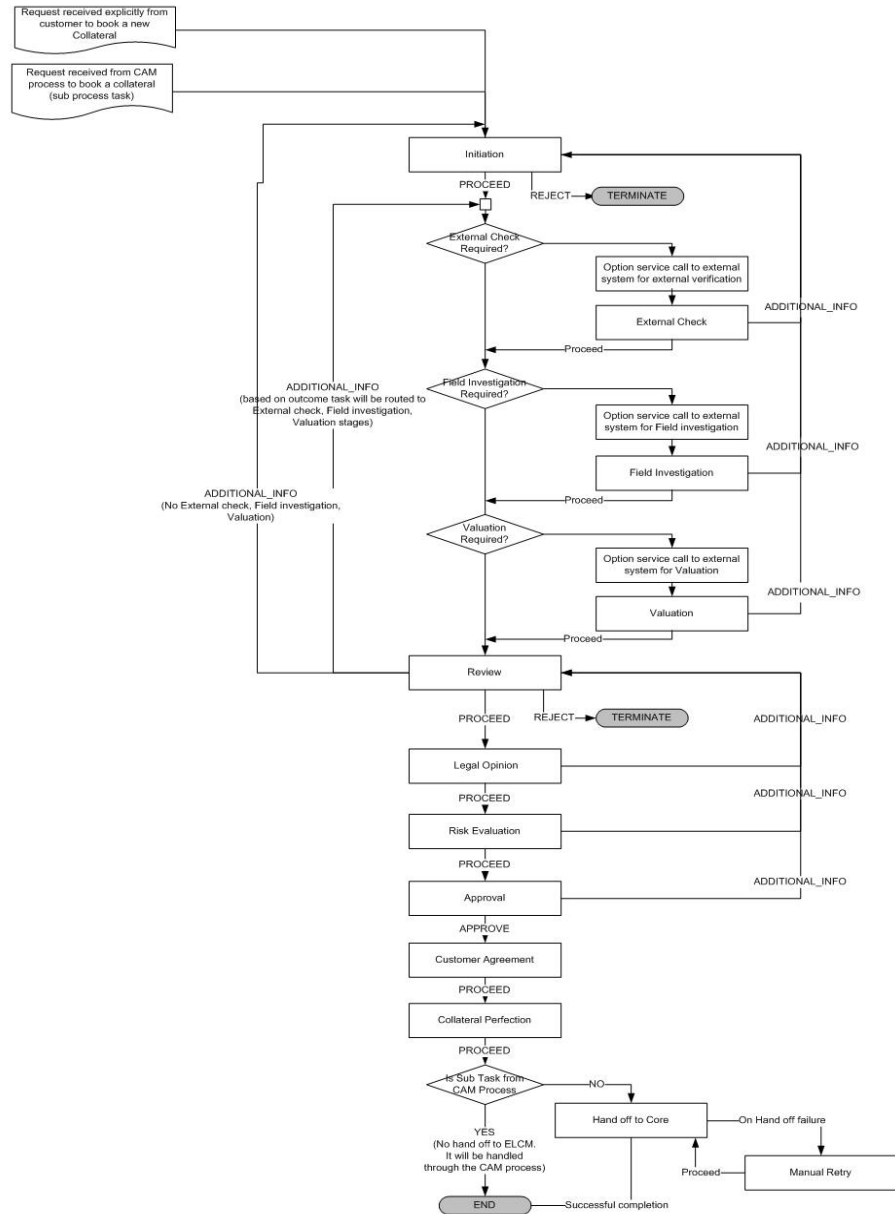 Request received explicitly from
customer to book a new
Collateral
Request received from CAM
process to book a collateral
(sub process task)
Initiation
PROCEED
REJECT
TERMINATE
External Check
Required?
Option service call to external
system for external verification
ADDITIONAL_INFO
External Check
Proceed
ADDITIONAL_INFO
(based on outcome task will be routed to
External check, Field investigation,
Valuation stages)
Field Investigation
Required?
Option service call to external
system for Field investigation
ADDITIONAL_INFO
Field Investigation
ADDITIONAL_INFO
(No External check, Field investigation,
Valuation)
Proceed
Valuation
Required?
Option service call to external
system for Valuation
ADDITIONAL_INFO
Valuation
Proceed
Review
PROCEED
REJECT
TERMINATE
ADDITIONAL_INFO
Legal Opinion
PROCEED
ADDITIONAL_INFO
Risk Evaluation
PROCEED
ADDITIONAL_INFO
Approval
APPROVE
Customer Agreement
PROCEED
Collateral Perfection
PROCEED
Is Sub Task from
CAM Process
NO
Hand off to Core
On Hand off failure
YES
(No hand off to ELCM.
It will be handled
through the CAM process)
Proceed
Manual Retry
END
Successful completion